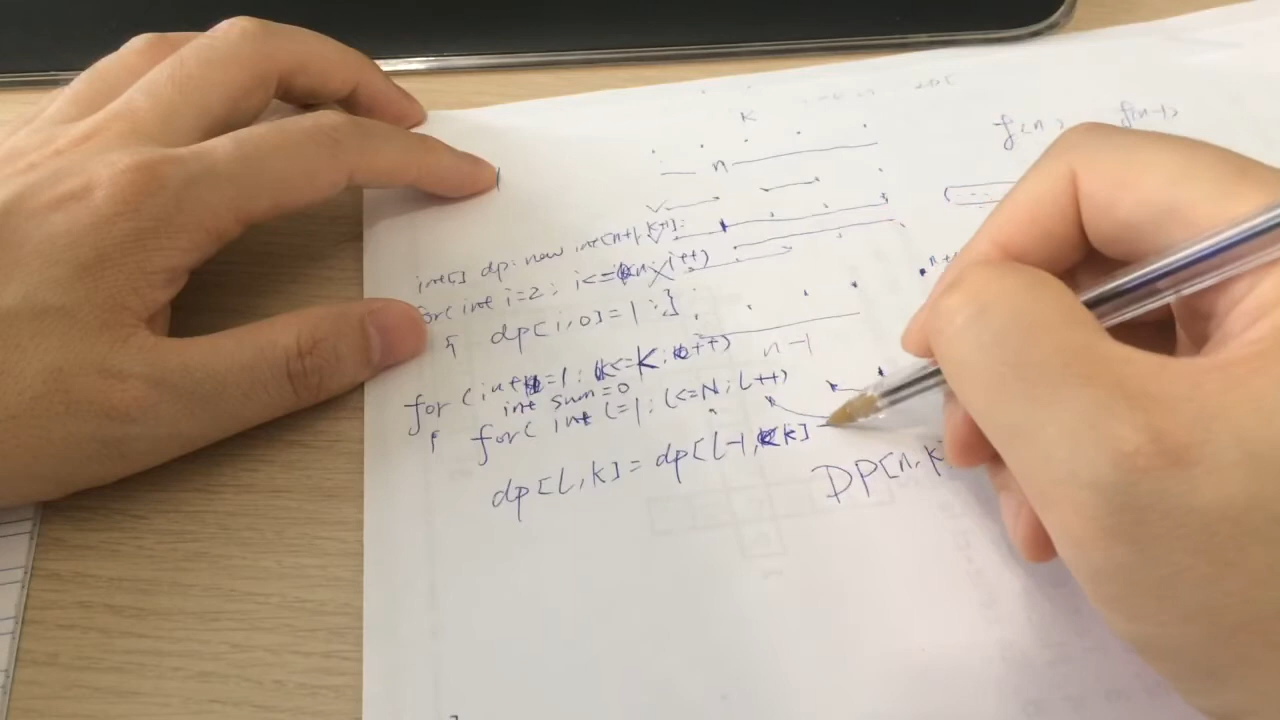 K
f(n) f(n-1)
n
int[] dp: new int[n+1, k+1];
for( int i=2; i<=n; i++)
{ dp[i,0]=1;}
n-1
for( int k=1; k<=K; k++)
int sum=0
{ for( int l=1; l<=N; l++)
dp[l,k]=dp[l-1,k]
DP[n,k